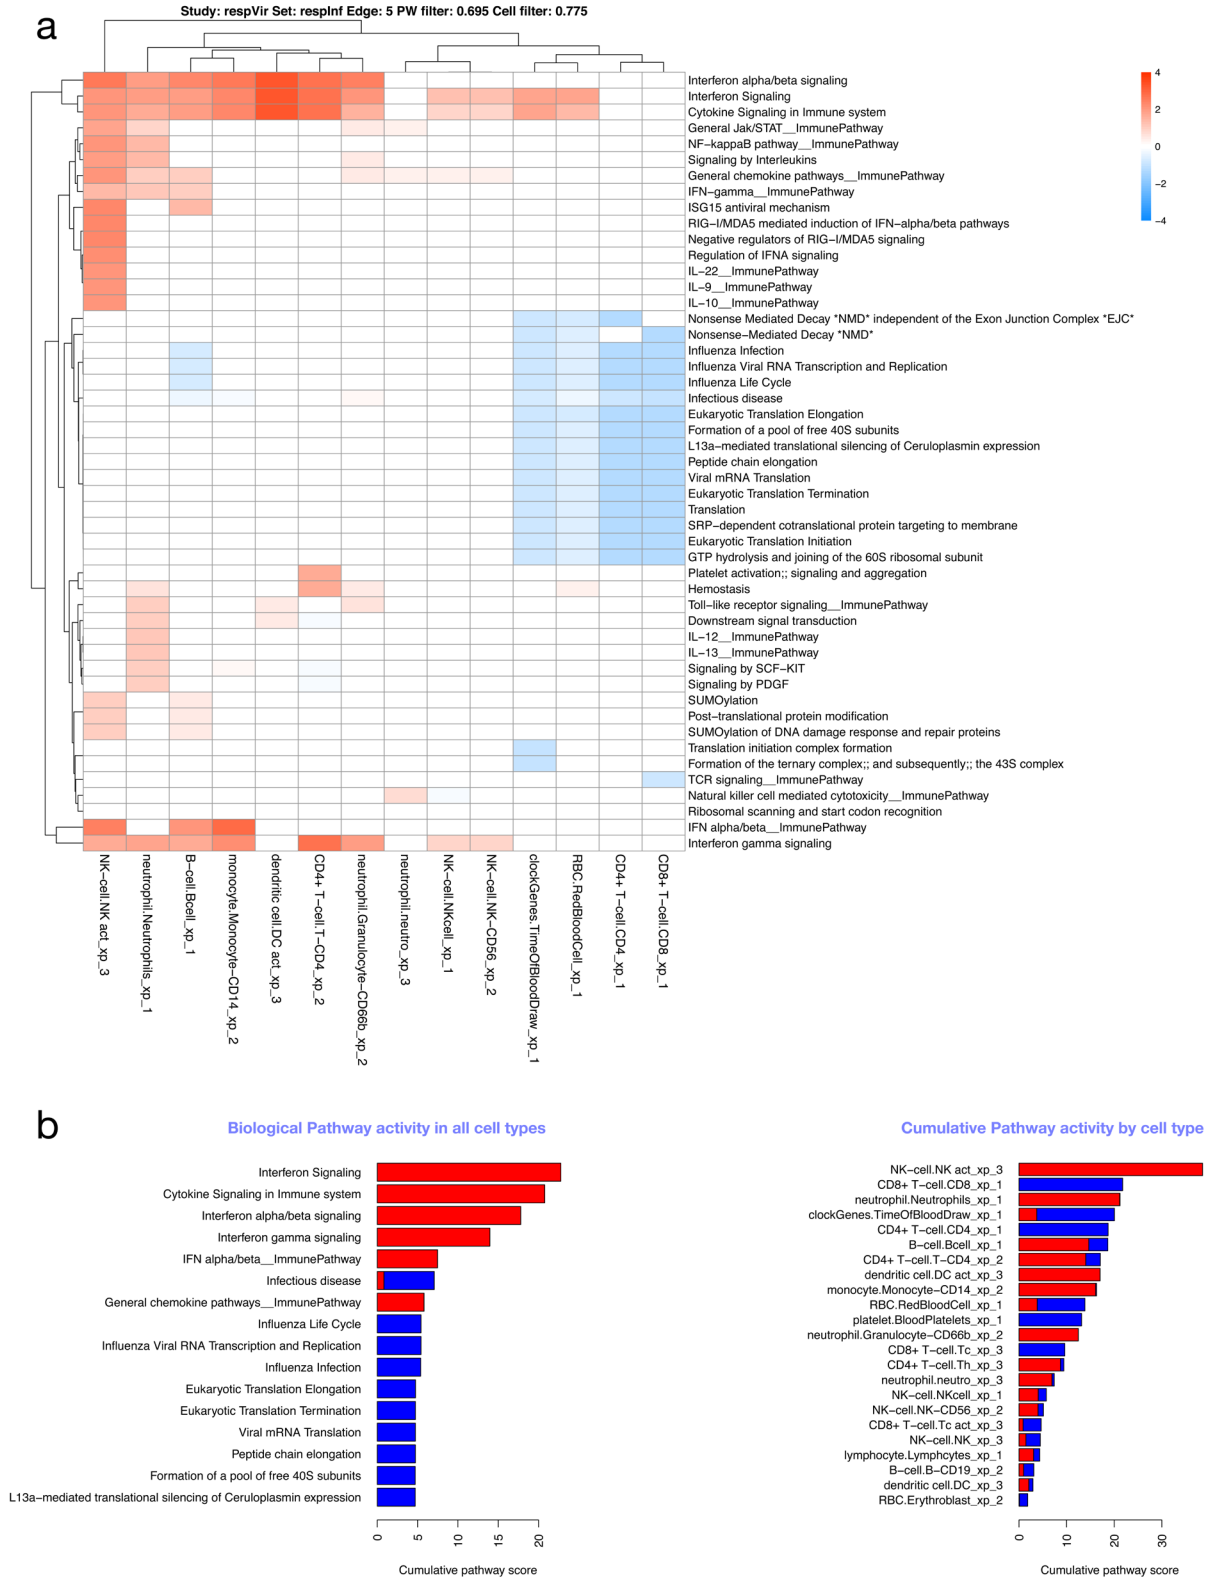 Study: respVir Set: respInf Edge: 5 PW filter: 0.695 Cell filter: 0.775
a
Interferon alpha/beta signaling
Interferon Signaling
Cytokine Signaling in Immune system
General Jak/STAT__ImmunePathway
NF−kappaB pathway__ImmunePathway
Signaling by Interleukins
General chemokine pathways__ImmunePathway
IFN−gamma__ImmunePathway
ISG15 antiviral mechanism
RIG−I/MDA5 mediated induction of IFN−alpha/beta pathways
Negative regulators of RIG−I/MDA5 signaling
Regulation of IFNA signaling
IL−22__ImmunePathway
IL−9__ImmunePathway
IL−10__ImmunePathway
Nonsense Mediated Decay *NMD* independent of the Exon Junction Complex *EJC*
Nonsense−Mediated Decay *NMD*
Influenza Infection
Influenza Viral RNA Transcription and Replication
Influenza Life Cycle
Infectious disease
Eukaryotic Translation Elongation
Formation of a pool of free 40S subunits
L13a−mediated translational silencing of Ceruloplasmin expression
Peptide chain elongation
Viral mRNA Translation
Eukaryotic Translation Termination
Translation
SRP−dependent cotranslational protein targeting to membrane
Eukaryotic Translation Initiation
GTP hydrolysis and joining of the 60S ribosomal subunit
Platelet activation;; signaling and aggregation
Hemostasis
Toll−like receptor signaling__ImmunePathway
Downstream signal transduction
IL−12__ImmunePathway
IL−13__ImmunePathway
Signaling by SCF−KIT
Signaling by PDGF
SUMOylation
Post−translational protein modification
SUMOylation of DNA damage response and repair proteins
Translation initiation complex formation
Formation of the ternary complex;; and subsequently;; the 43S complex
TCR signaling__ImmunePathway
Natural killer cell mediated cytotoxicity__ImmunePathway
Ribosomal scanning and start codon recognition
IFN alpha/beta__ImmunePathway
Interferon gamma signaling
4
2
0
−2
−4
NK−cell.NK act_xp_3
neutrophil.Neutrophils_xp_1
B−cell.Bcell_xp_1
monocyte.Monocyte−CD14_xp_2
dendritic cell.DC act_xp_3
CD4+ T−cell.T−CD4_xp_2
neutrophil.Granulocyte−CD66b_xp_2
neutrophil.neutro_xp_3
NK−cell.NKcell_xp_1
NK−cell.NK−CD56_xp_2
clockGenes.TimeOfBloodDraw_xp_1
RBC.RedBloodCell_xp_1
CD4+ T−cell.CD4_xp_1
CD8+ T−cell.CD8_xp_1
b
Biological Pathway activity in all cell types
Interferon Signaling
Cytokine Signaling in Immune system
Interferon alpha/beta signaling
Interferon gamma signaling
IFN alpha/beta__ImmunePathway
Infectious disease
General chemokine pathways__ImmunePathway
Influenza Life Cycle
Influenza Viral RNA Transcription and Replication
Influenza Infection
Eukaryotic Translation Elongation
Eukaryotic Translation Termination
Viral mRNA Translation
Peptide chain elongation
Formation of a pool of free 40S subunits
L13a−mediated translational silencing of Ceruloplasmin expression
0 5 10 15 20
Cumulative pathway score
Cumulative Pathway activity by cell type
NK−cell.NK act_xp_3
CD8+ T−cell.CD8_xp_1
neutrophil.Neutrophils_xp_1
clockGenes.TimeOfBloodDraw_xp_1
CD4+ T−cell.CD4_xp_1
B−cell.Bcell_xp_1
CD4+ T−cell.T−CD4_xp_2
dendritic cell.DC act_xp_3
monocyte.Monocyte−CD14_xp_2
RBC.RedBloodCell_xp_1
platelet.BloodPlatelets_xp_1
neutrophil.Granulocyte−CD66b_xp_2
CD8+ T−cell.Tc_xp_3
CD4+ T−cell.Th_xp_3
neutrophil.neutro_xp_3
NK−cell.NKcell_xp_1
NK−cell.NK−CD56_xp_2
CD8+ T−cell.Tc act_xp_3
NK−cell.NK_xp_3
lymphocyte.Lymphcytes_xp_1
B−cell.B−CD19_xp_2
dendritic cell.DC_xp_3
RBC.Erythroblast_xp_2
0 10 20 30
Cumulative pathway score